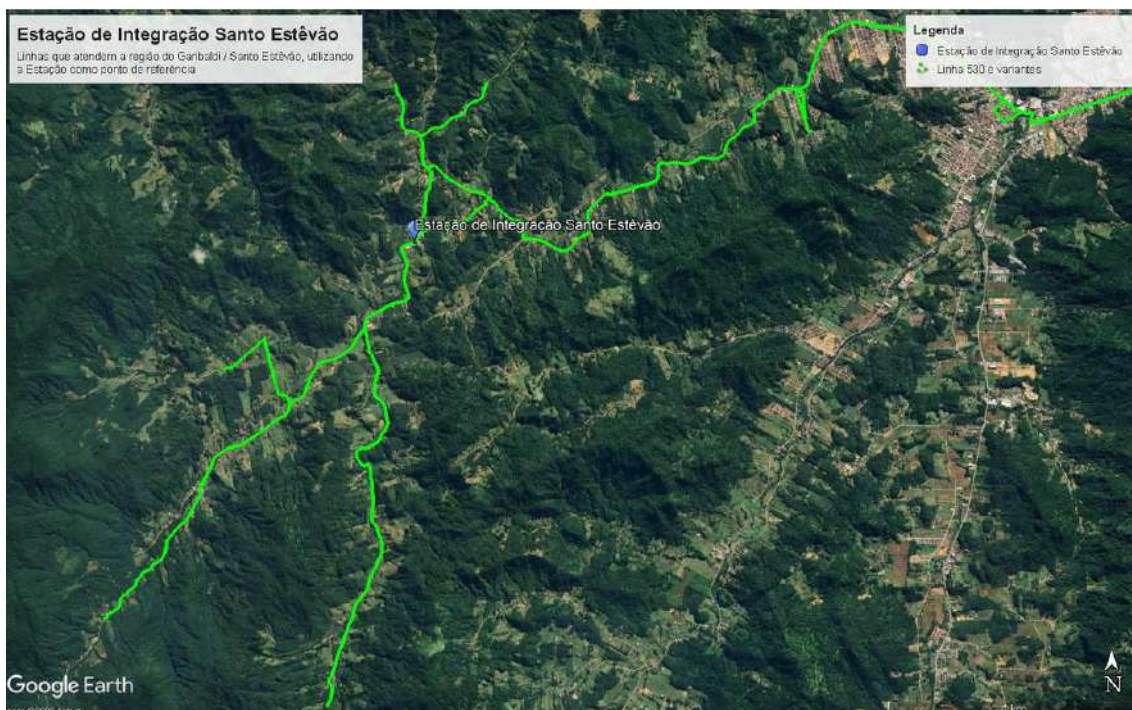 Estação de Integração Santo Estêvão
Linhas que atendem a região do Garibaldi / Santo Estêvão, utilizando
a Estação como ponto de referência
Legenda
Estação de Integração Santo Estêvão
Linha 530 e variantes
Estação de Integração Santo Estêvão
Google Earth
N